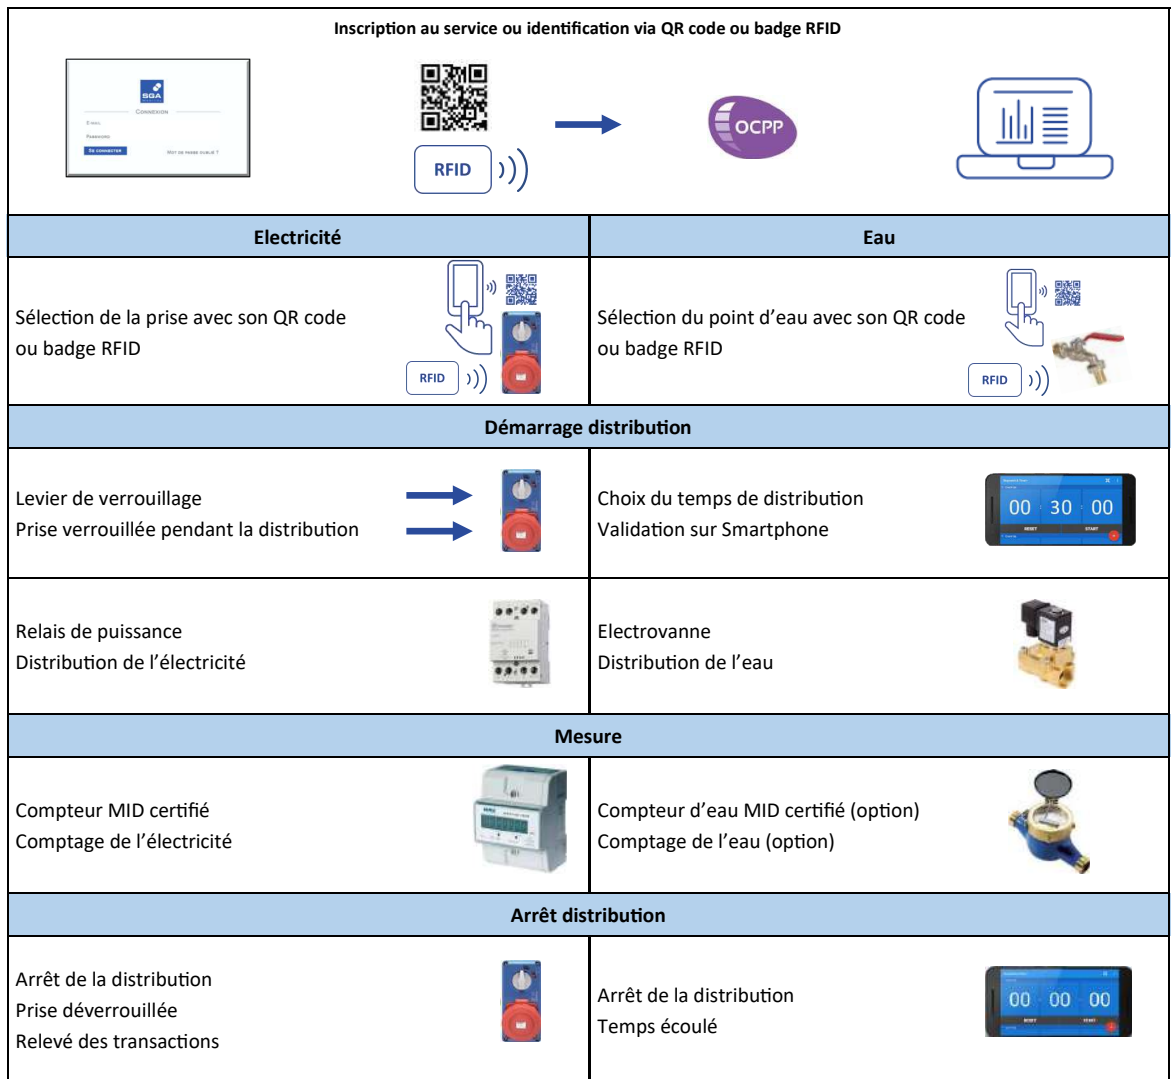 Inscription au service ou identification via QR code ou badge RFID
SGA
CONNEXION
E-MAIL
PASSWORD
SE CONNECTER
MOT DE PASSE OUBLIÉ ?
RFID
OCPP
Electricité
Eau
Sélection de la prise avec son QR code
ou badge RFID
RFID
Sélection du point d'eau avec son QR code
ou badge RFID
RFID
Démarrage distribution
Levier de verrouillage
Prise verrouillée pendant la distribution
Choix du temps de distribution
Validation sur Smartphone
00 30 00
RESET START
Relais de puissance
Distribution de l'électricité
Electrovanne
Distribution de l'eau
Mesure
Compteur MID certifié
Comptage de l'électricité
Compteur d'eau MID certifié (option)
Comptage de l'eau (option)
Arrêt distribution
Arrêt de la distribution
Prise déverrouillée
Relevé des transactions
Arrêt de la distribution
Temps écoulé
00 00 00
RESET START